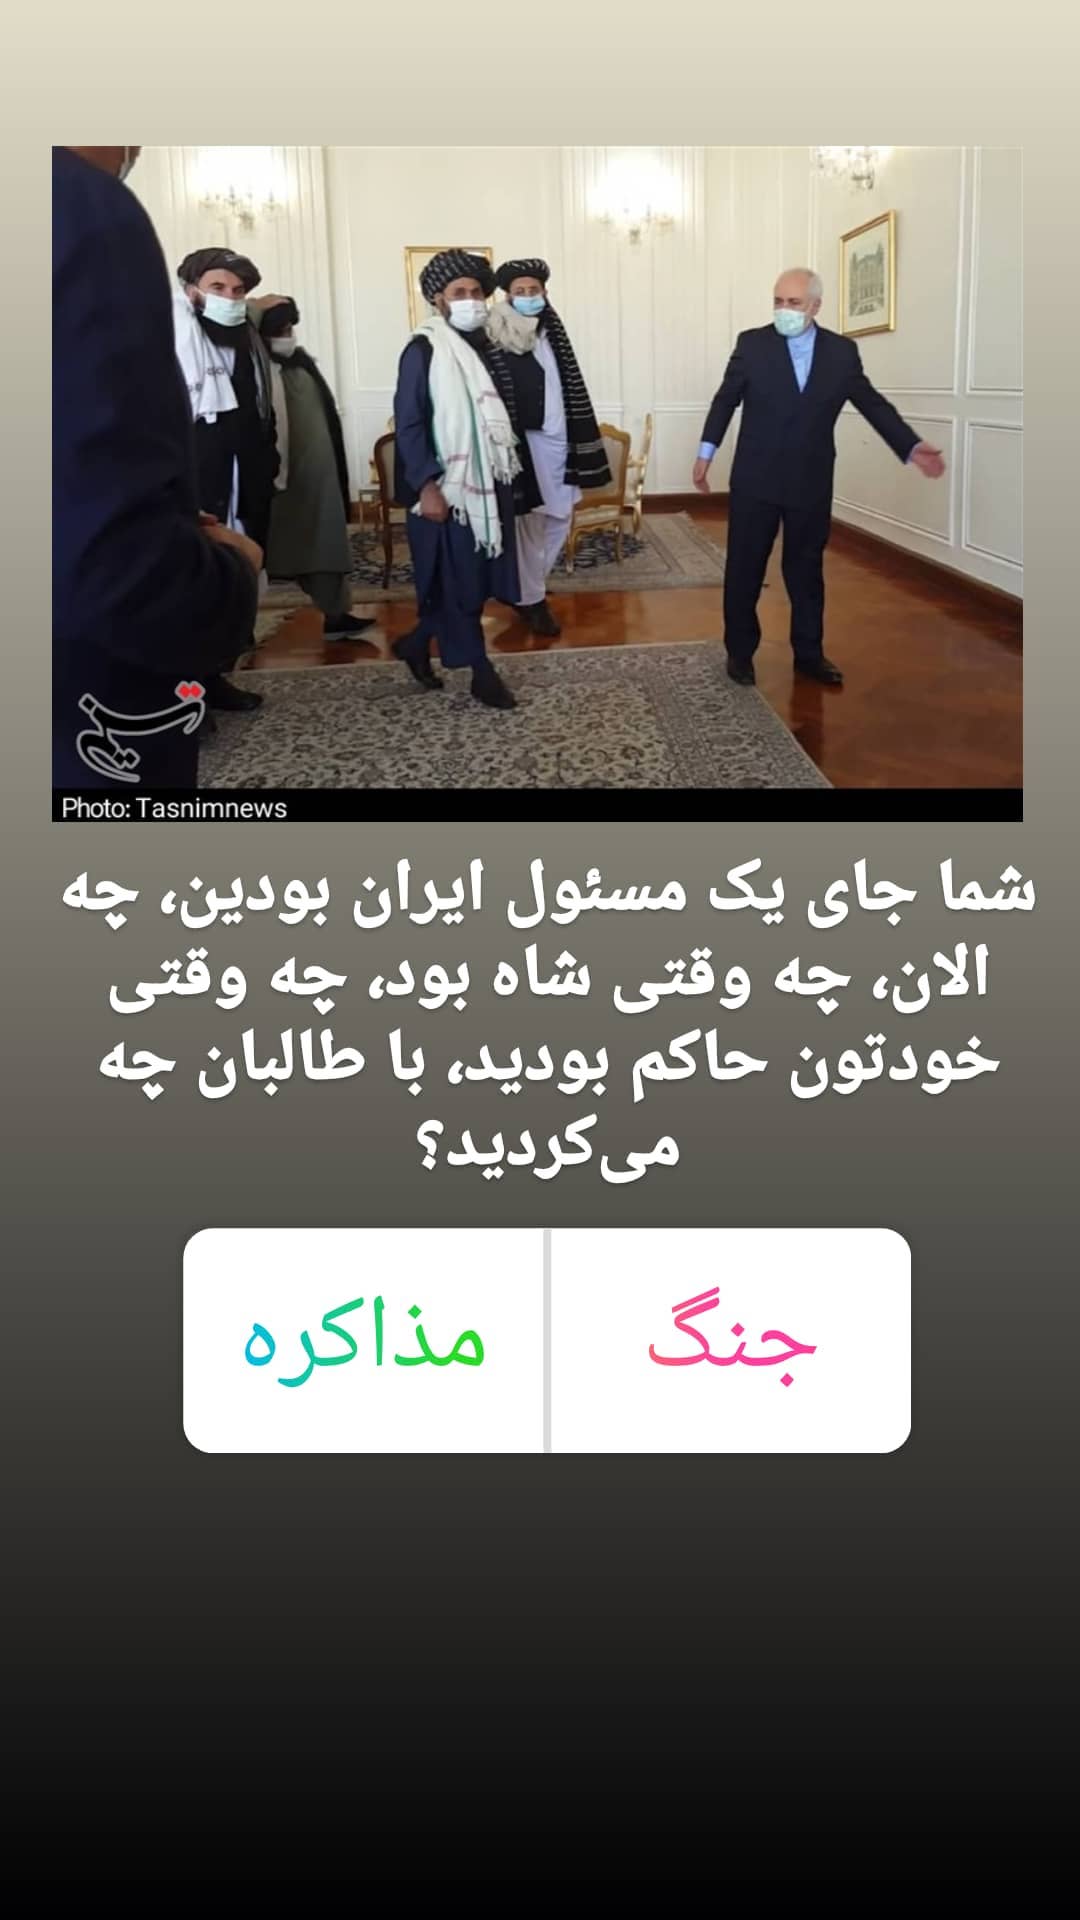 تسنیم
Photo: Tasnimnews
شما جای یک مسئول ایران بودین، چه
الان، چه وقتی شاه بود، چه وقتی
خودتون حاکم بودید، با طالبان چه
می‌کردید؟
جنگ
مذاکره